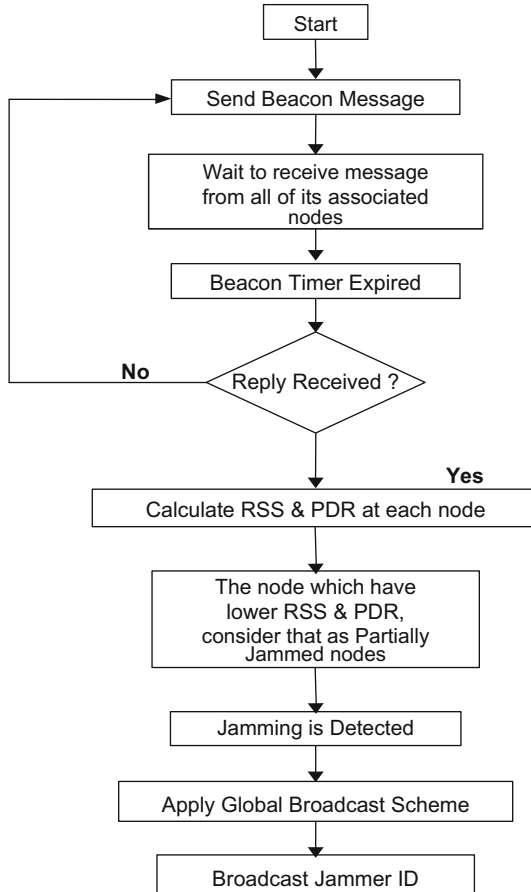 Start
Send Beacon Message
Wait to receive message
from all of its associated
nodes
Beacon Timer Expired
No
Reply Received ?
Yes
Calculate RSS & PDR at each node
The node which have
lower RSS & PDR,
consider that as Partially
Jammed nodes
Jamming is Detected
Apply Global Broadcast Scheme
Broadcast Jammer ID